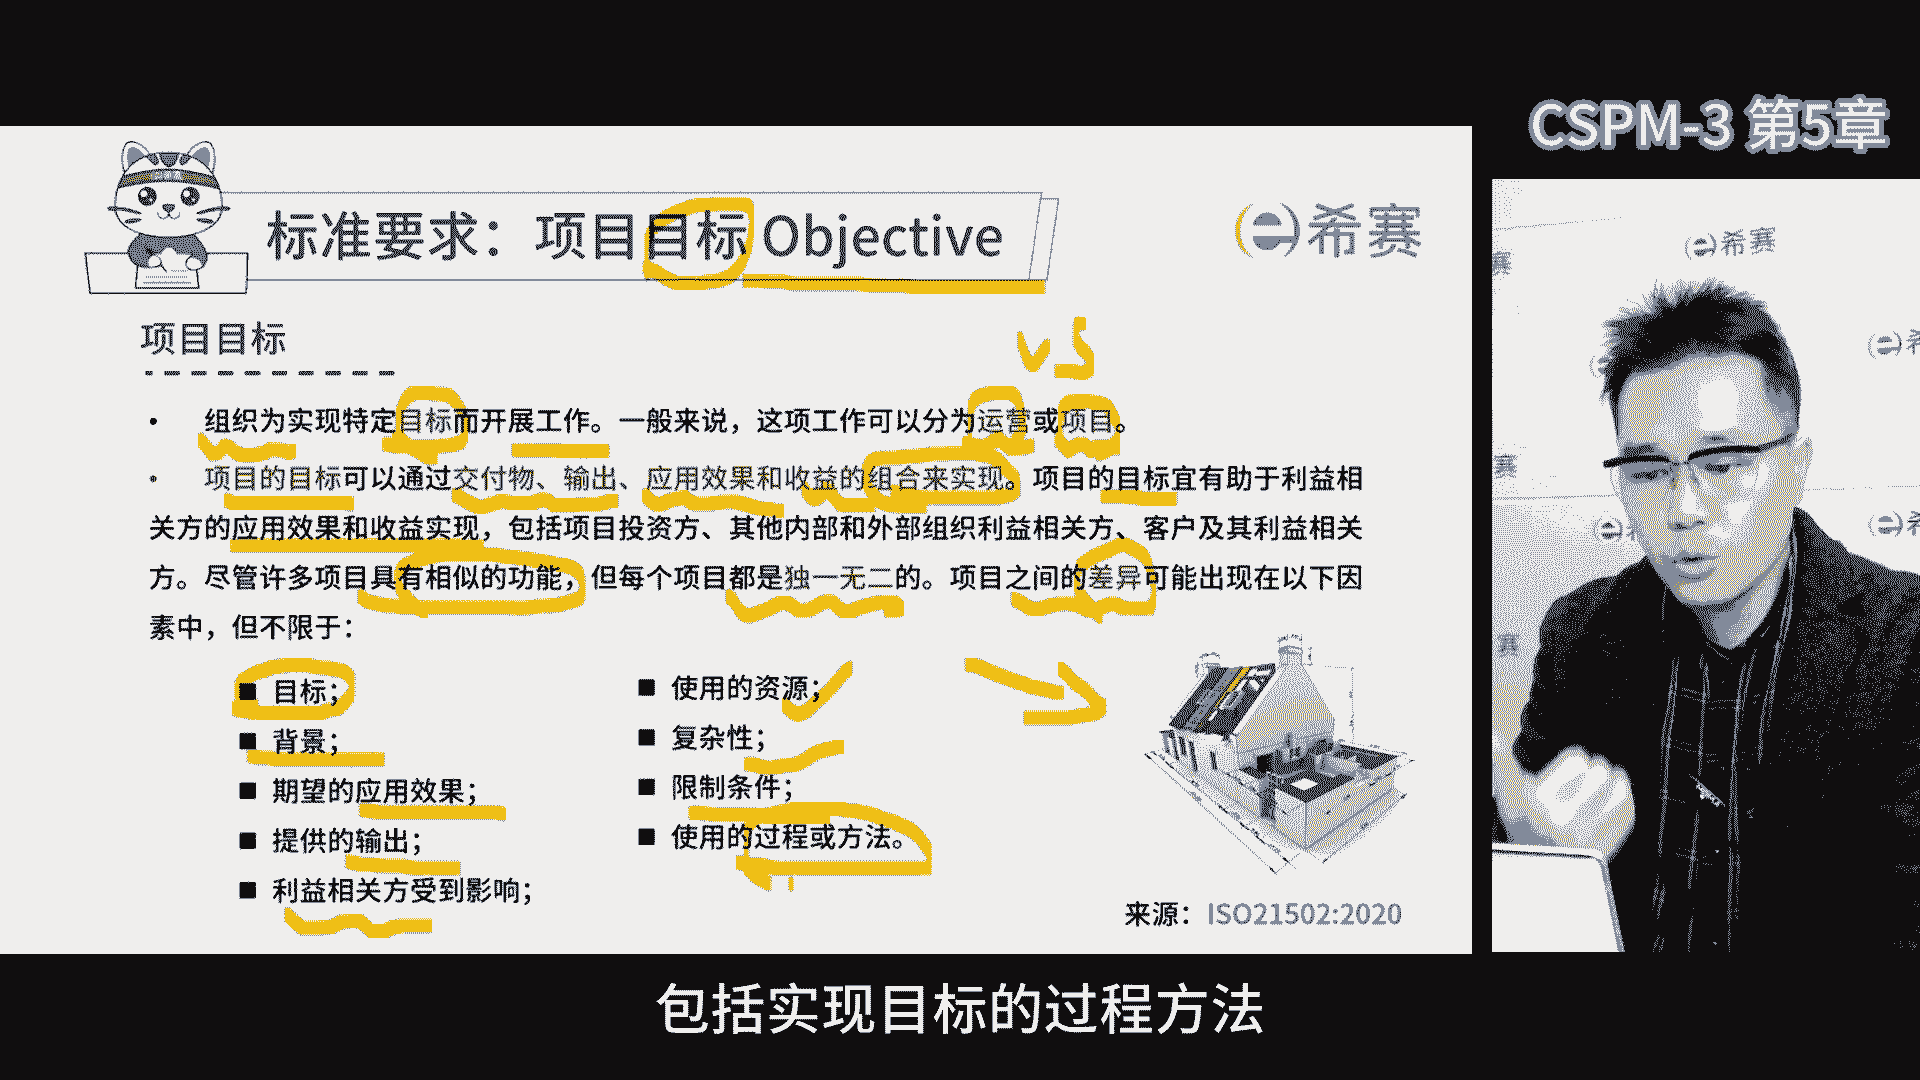 CSPM-3 第5章
标准要求：项目目标 Objective
e希赛
e希赛
项目目标
VS
• 组织为实现特定目标而开展工作。一般来说，这项工作可以分为运营或项目。
• 项目的目标可以通过交付物、输出、应用效果和收益的组合来实现。项目的目标宜有助于利益相
关方的应用效果和收益实现，包括项目投资方、其他内部和外部组织利益相关方、客户及其利益相关
方。尽管许多项目具有相似的功能，但每个项目都是独一无二的。项目之间的差异可能出现在以下因
素中，但不限于：
■ 目标；
■ 背景；
■ 期望的应用效果；
■ 提供的输出；
■ 利益相关方受到影响；
■ 使用的资源；
■ 复杂性；
■ 限制条件；
■ 使用的过程或方法。
来源：ISO21502:2020
包括实现目标的过程方法